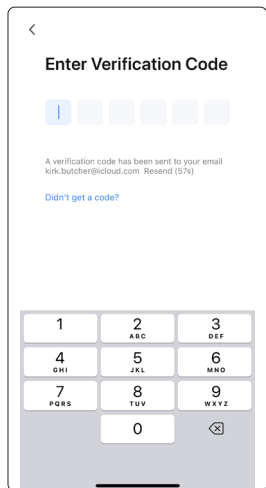 Enter Verification Code
A verification code has been sent to your email
kirk.butcher@icloud.com Resend (57s)
Didn't get a code?
1 2 3
ABC DEF
4 5 6
GHI JKL MNO
7 8 9
PQRS TUV WXYZ
0